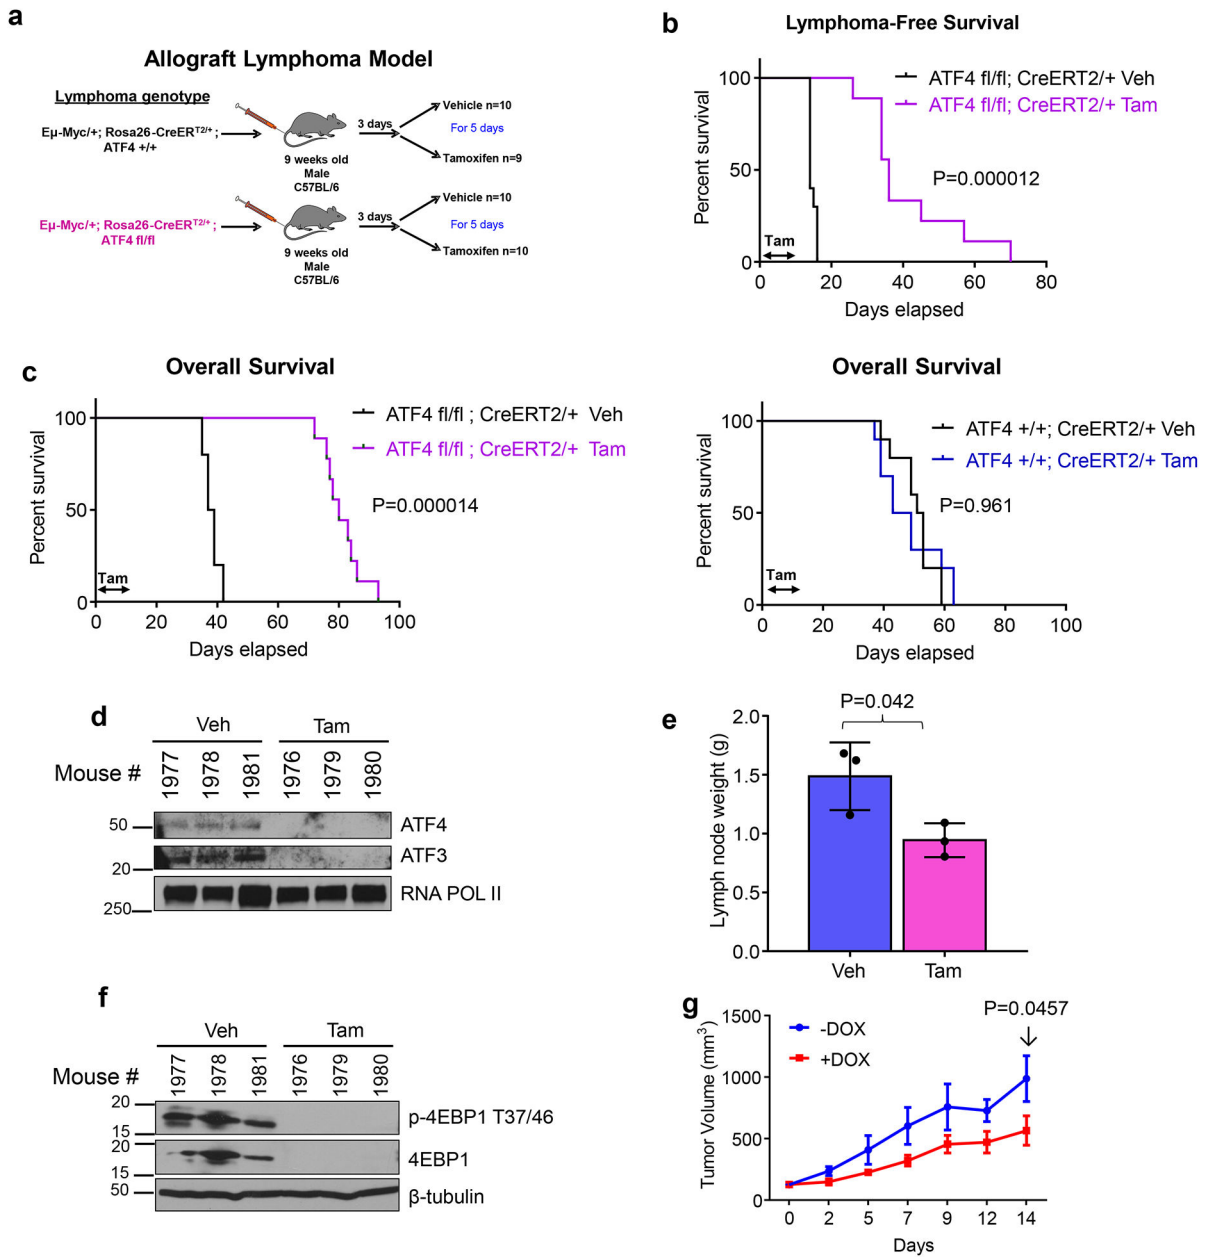 a
Allograft Lymphoma Model
Lymphoma genotype
Eμ-Myc/+; Rosa26-CreERT2/+ ;
ATF4 +/+
9 weeks old
Male
C57BL/6
3 days
Vehicle n=10
For 5 days
Tamoxifen n=9
Eμ-Myc/+; Rosa26-CreERT2/+ ;
ATF4 fl/fl
9 weeks old
Male
C57BL/6
3 days
Vehicle n=10
For 5 days
Tamoxifen n=10
b
Lymphoma-Free Survival
Percent survival
100
50
0
ATF4 fl/fl; CreERT2/+ Veh
ATF4 fl/fl; CreERT2/+ Tam
P=0.000012
Tam
0 20 40 60 80
Days elapsed
c
Overall Survival
Percent survival
100
50
0
ATF4 fl/fl ; CreERT2/+ Veh
ATF4 fl/fl ; CreERT2/+ Tam
P=0.000014
Tam
0 20 40 60 80 100
Days elapsed
Overall Survival
Percent survival
100
50
0
ATF4 +/+; CreERT2/+ Veh
ATF4 +/+; CreERT2/+ Tam
P=0.961
Tam
0 20 40 60 80 100
Days elapsed
d
Veh Tam
Mouse # 1977 1978 1981 1976 1979 1980
50 ATF4
ATF3
20
RNA POL II
250
e
P=0.042
Lymph node weight (g)
2.0
1.5
1.0
0.5
0.0
Veh Tam
f
Veh Tam
Mouse # 1977 1978 1981 1976 1979 1980
20
p-4EBP1 T37/46
15
20
4EBP1
15
50 β-tubulin
g
P=0.0457
Tumor Volume (mm3)
1500
1000
500
0
-DOX
+DOX
0 2 5 7 9 12 14
Days